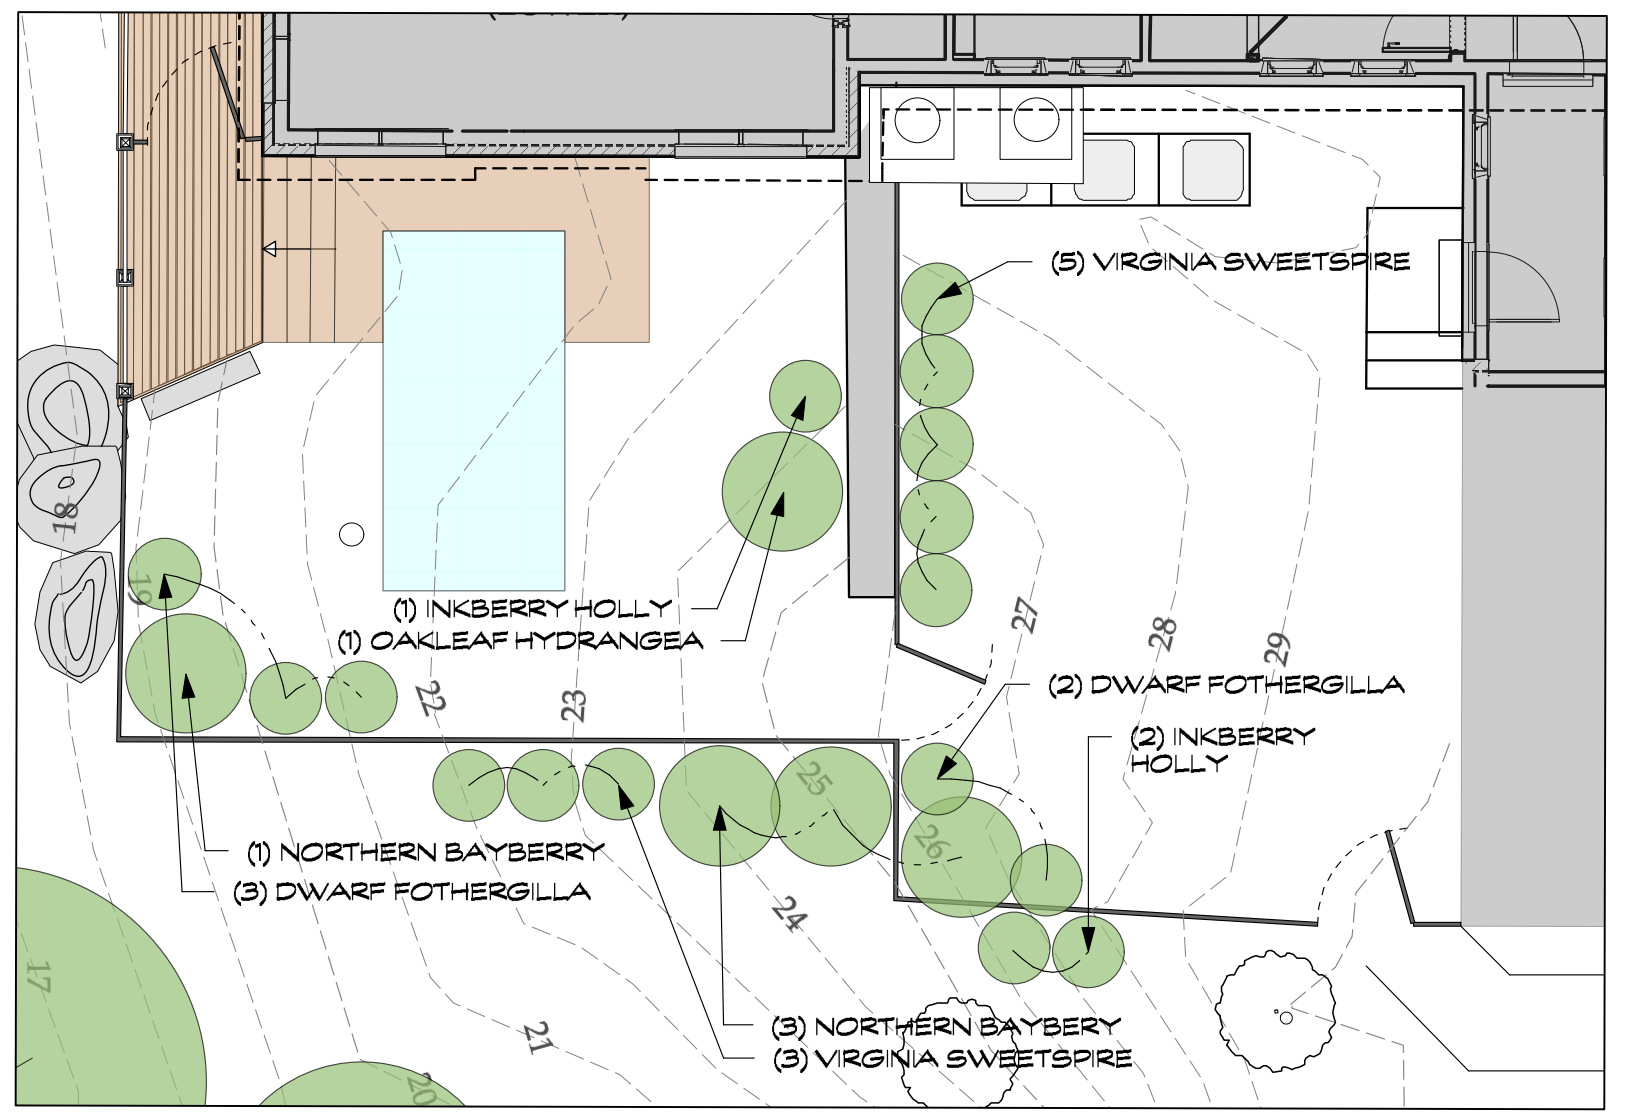 (5) VIRGINIA SWEETSPIRE
18
19
(1) INKBERRY HOLLY
(1) OAKLEAF HYDRANGEA
27
28
29
22
23
(2) DWARF FOTHERGILLA
(2) INKBERRY
HOLLY
25
26
(1) NORTHERN BAYBERRY
(3) DWARF FOTHERGILLA
24
17
21
(3) NORTHERN BAYBERY
(3) VIRGINIA SWEETSPIRE
20